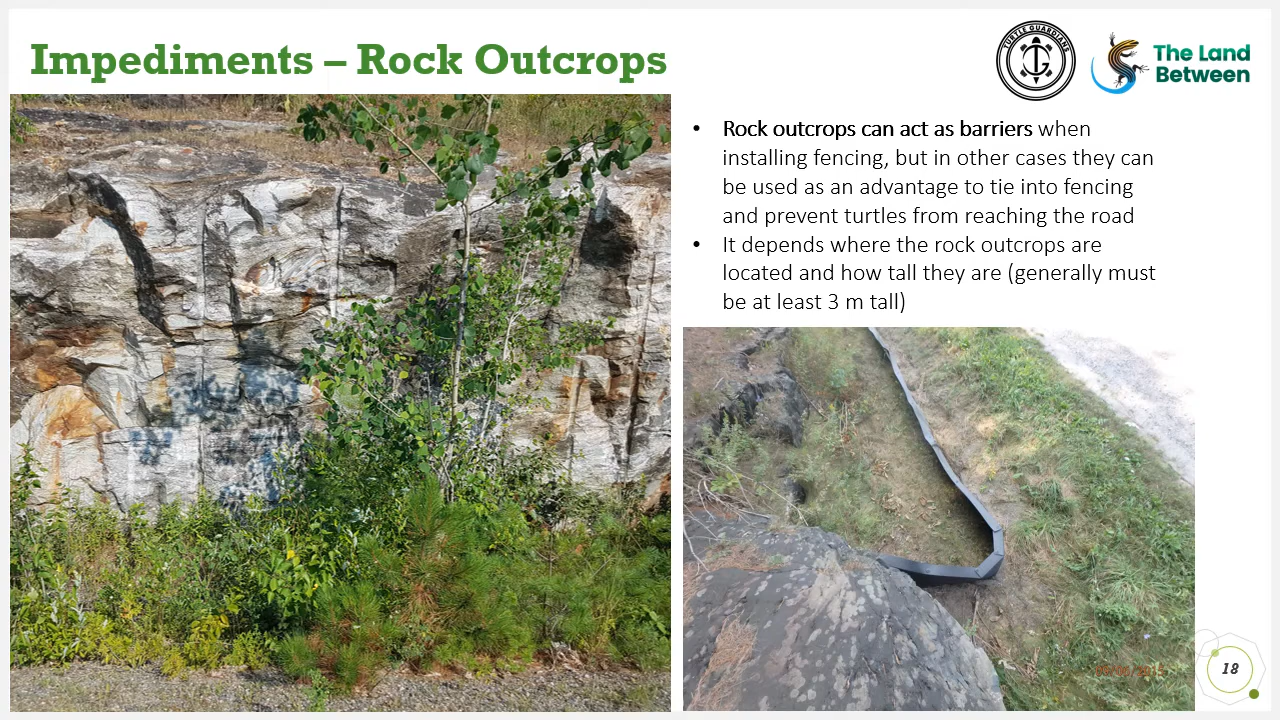 Impediments – Rock Outcrops
TURTLE GUARDIANS
TG
The Land
Between
• Rock outcrops can act as barriers when
installing fencing, but in other cases they can
be used as an advantage to tie into fencing
and prevent turtles from reaching the road
• It depends where the rock outcrops are
located and how tall they are (generally must
be at least 3 m tall)
18